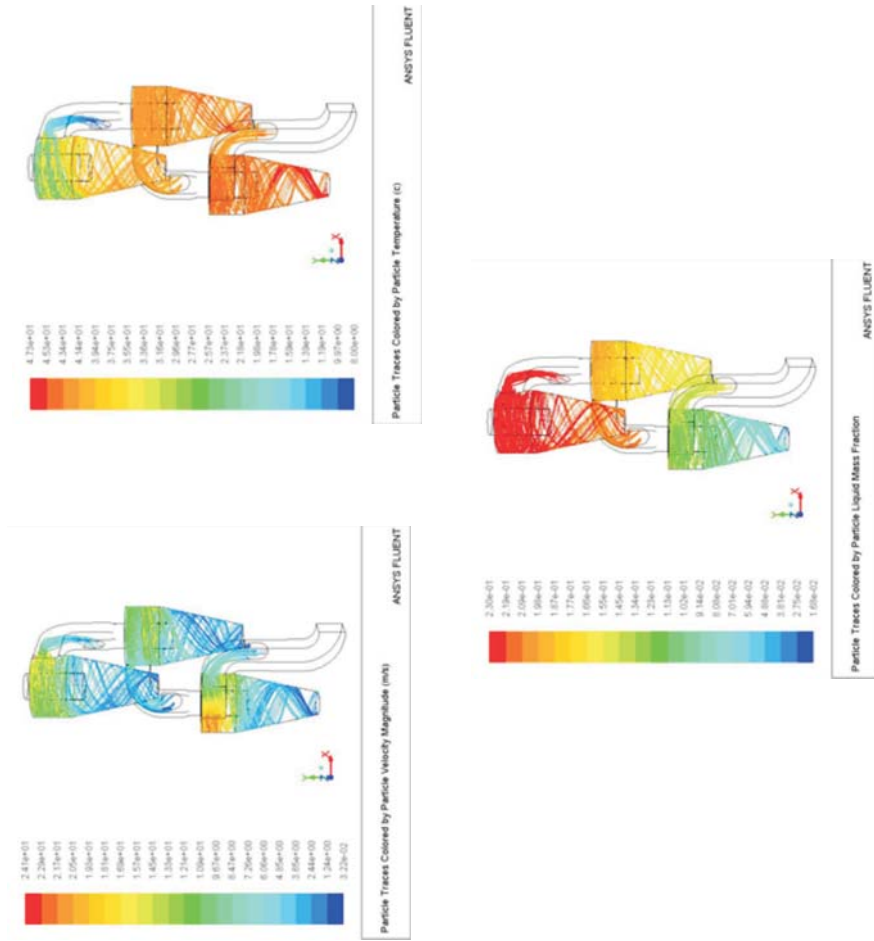 4.73e+01
4.53e+01
4.34e+01
4.14e+01
3.94e+01
3.75e+01
3.55e+01
3.36e+01
3.16e+01
2.96e+01
2.77e+01
2.57e+01
2.37e+01
2.18e+01
1.98e+01
1.78e+01
1.59e+01
1.39e+01
1.19e+01
9.97e+00
8.00e+00
Y
X
Z
Particle Traces Colored by Particle Temperature (c)
ANSYS FLUENT
2.30e-01
2.19e-01
2.09e-01
1.98e-01
1.87e-01
1.77e-01
1.66e-01
1.55e-01
1.45e-01
1.34e-01
1.23e-01
1.13e-01
1.02e-01
9.14e-02
8.08e-02
7.01e-02
5.94e-02
4.88e-02
3.81e-02
2.75e-02
1.68e-02
Y
X
Z
Particle Traces Colored by Particle Liquid Mass Fraction
ANSYS FLUENT
2.41e+01
2.29e+01
2.17e+01
2.05e+01
1.93e+01
1.81e+01
1.69e+01
1.57e+01
1.45e+01
1.33e+01
1.21e+01
1.09e+01
9.67e+00
8.47e+00
7.26e+00
6.06e+00
4.85e+00
3.65e+00
2.44e+00
1.24e+00
3.22e-02
Y
X
Z
Particle Traces Colored by Particle Velocity Magnitude (m/s)
ANSYS FLUENT